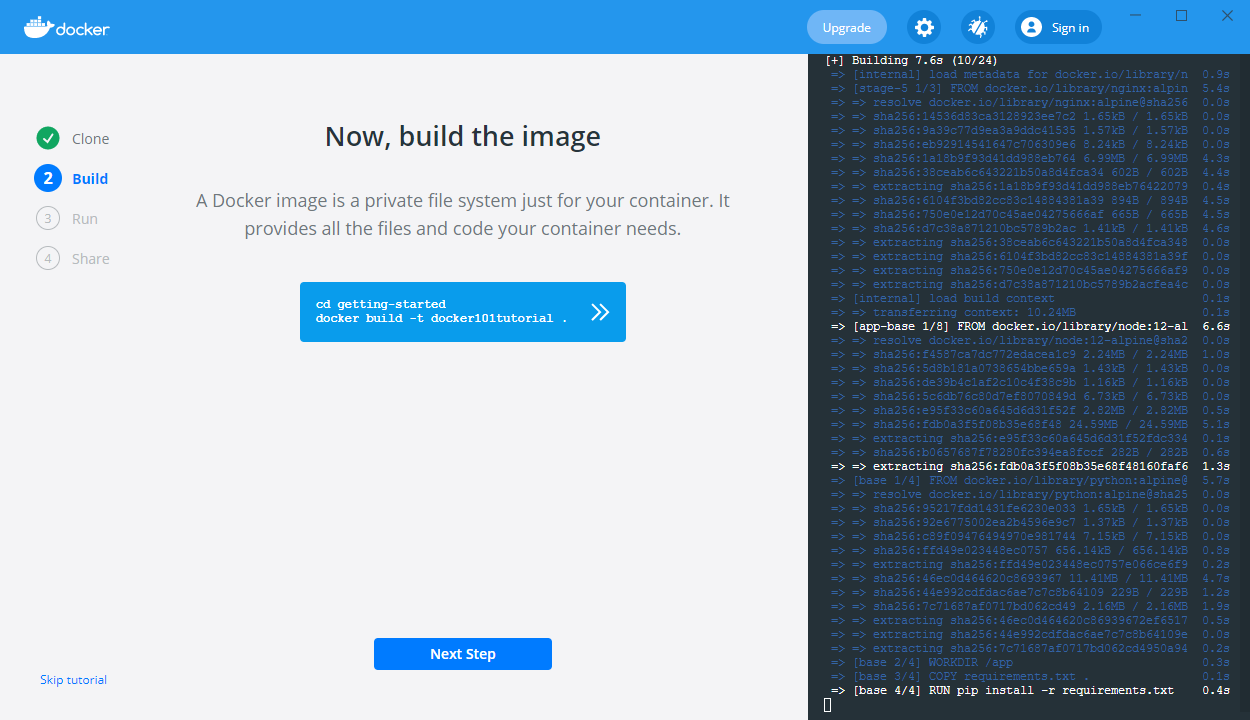 docker
Upgrade
Sign in
Clone
2 Build
3 Run
4 Share
Now, build the image
A Docker image is a private file system just for your container. It
provides all the files and code your container needs.
cd getting-started
docker build -t docker101tutorial .
Next Step
Skip tutorial
[+] Building 7.6s (10/24)
=> [internal] load metadata for docker.io/library/n 0.9s
=> [stage-5 1/3] FROM docker.io/library/nginx:alpin 5.4s
=> => resolve docker.io/library/nginx:alpine@sha256 0.0s
=> => sha256:14536d83ca3128923ee7c2 1.65kB / 1.65kB 0.0s
=> => sha256:9a39c77d9ea3a9ddc41535 1.57kB / 1.57kB 0.0s
=> => sha256:eb92914541647c706309e6 8.24kB / 8.24kB 0.0s
=> => sha256:1a18b9f93d41dd988eb764 6.99MB / 6.99MB 4.3s
=> => sha256:38ceab6c643221b50a8d4fca34 602B / 602B 4.4s
=> => extracting sha256:1a18b9f93d41dd988eb76422079 0.4s
=> => sha256:6104f3bd82cc83c14884381a39 894B / 894B 4.5s
=> => sha256:750e0e12d70c45ae04275666af 665B / 665B 4.5s
=> => sha256:d7c38a871210bc5789b2ac 1.41kB / 1.41kB 4.6s
=> => extracting sha256:38ceab6c643221b50a8d4fca348 0.0s
=> => extracting sha256:6104f3bd82cc83c14884381a39f 0.0s
=> => extracting sha256:750e0e12d70c45ae04275666af9 0.0s
=> => extracting sha256:d7c38a871210bc5789b2acfea4c 0.0s
=> [internal] load build context 0.1s
=> => transferring context: 10.24MB 0.1s
=> [app-base 1/8] FROM docker.io/library/node:12-al 6.6s
=> => resolve docker.io/library/node:12-alpine@sha2 0.0s
=> => sha256:f4587ca7dc772edacea1c9 2.24MB / 2.24MB 1.0s
=> => sha256:5d8b181a0738654bbe659a 1.43kB / 1.43kB 0.0s
=> => sha256:de39b4c1af2c10c4f38c9b 1.16kB / 1.16kB 0.0s
=> => sha256:5c6db76c80d7ef8070849d 6.73kB / 6.73kB 0.0s
=> => sha256:e95f33c60a645d6d31f52f 2.82MB / 2.82MB 0.5s
=> => sha256:fdb0a3f5f08b35e68f48 24.59MB / 24.59MB 5.1s
=> => extracting sha256:e95f33c60a645d6d31f52fdc334 0.1s
=> => sha256:b0657687f78280fc394ea8fccf 282B / 282B 0.6s
=> => extracting sha256:fdb0a3f5f08b35e68f48160faf6 1.3s
=> [base 1/4] FROM docker.io/library/python:alpine@ 5.7s
=> => resolve docker.io/library/python:alpine@sha25 0.0s
=> => sha256:95217fdd1431fe6230e033 1.65kB / 1.65kB 0.0s
=> => sha256:92e6775002ea2b4596e9c7 1.37kB / 1.37kB 0.0s
=> => sha256:c89f09476494970e981744 7.15kB / 7.15kB 0.0s
=> => sha256:ffd49e023448ec0757 656.14kB / 656.14kB 0.8s
=> => extracting sha256:ffd49e023448ec0757e066ce6f9 0.2s
=> => sha256:46ec0d464620c8693967 11.41MB / 11.41MB 4.7s
=> => sha256:44e992cdfdac6ae7c7c8b64109 229B / 229B 1.2s
=> => sha256:7c71687af0717bd062cd49 2.16MB / 2.16MB 1.9s
=> => extracting sha256:46ec0d464620c86939672ef6517 0.5s
=> => extracting sha256:44e992cdfdac6ae7c7c8b64109e 0.0s
=> => extracting sha256:7c71687af0717bd062cd4950a94 0.2s
=> [base 2/4] WORKDIR /app 0.3s
=> [base 3/4] COPY requirements.txt . 0.1s
=> [base 4/4] RUN pip install -r requirements.txt 0.4s